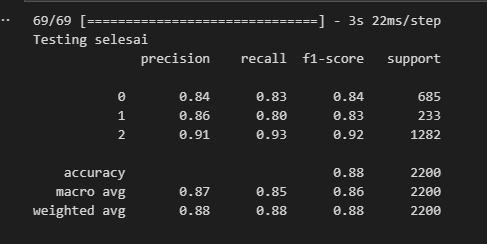 69/69 [==============================] - 3s 22ms/step
Testing selesai
precision recall f1-score support
0 0.84 0.83 0.84 685
1 0.86 0.80 0.83 233
2 0.91 0.93 0.92 1282
accuracy 0.88 2200
macro avg 0.87 0.85 0.86 2200
weighted avg 0.88 0.88 0.88 2200